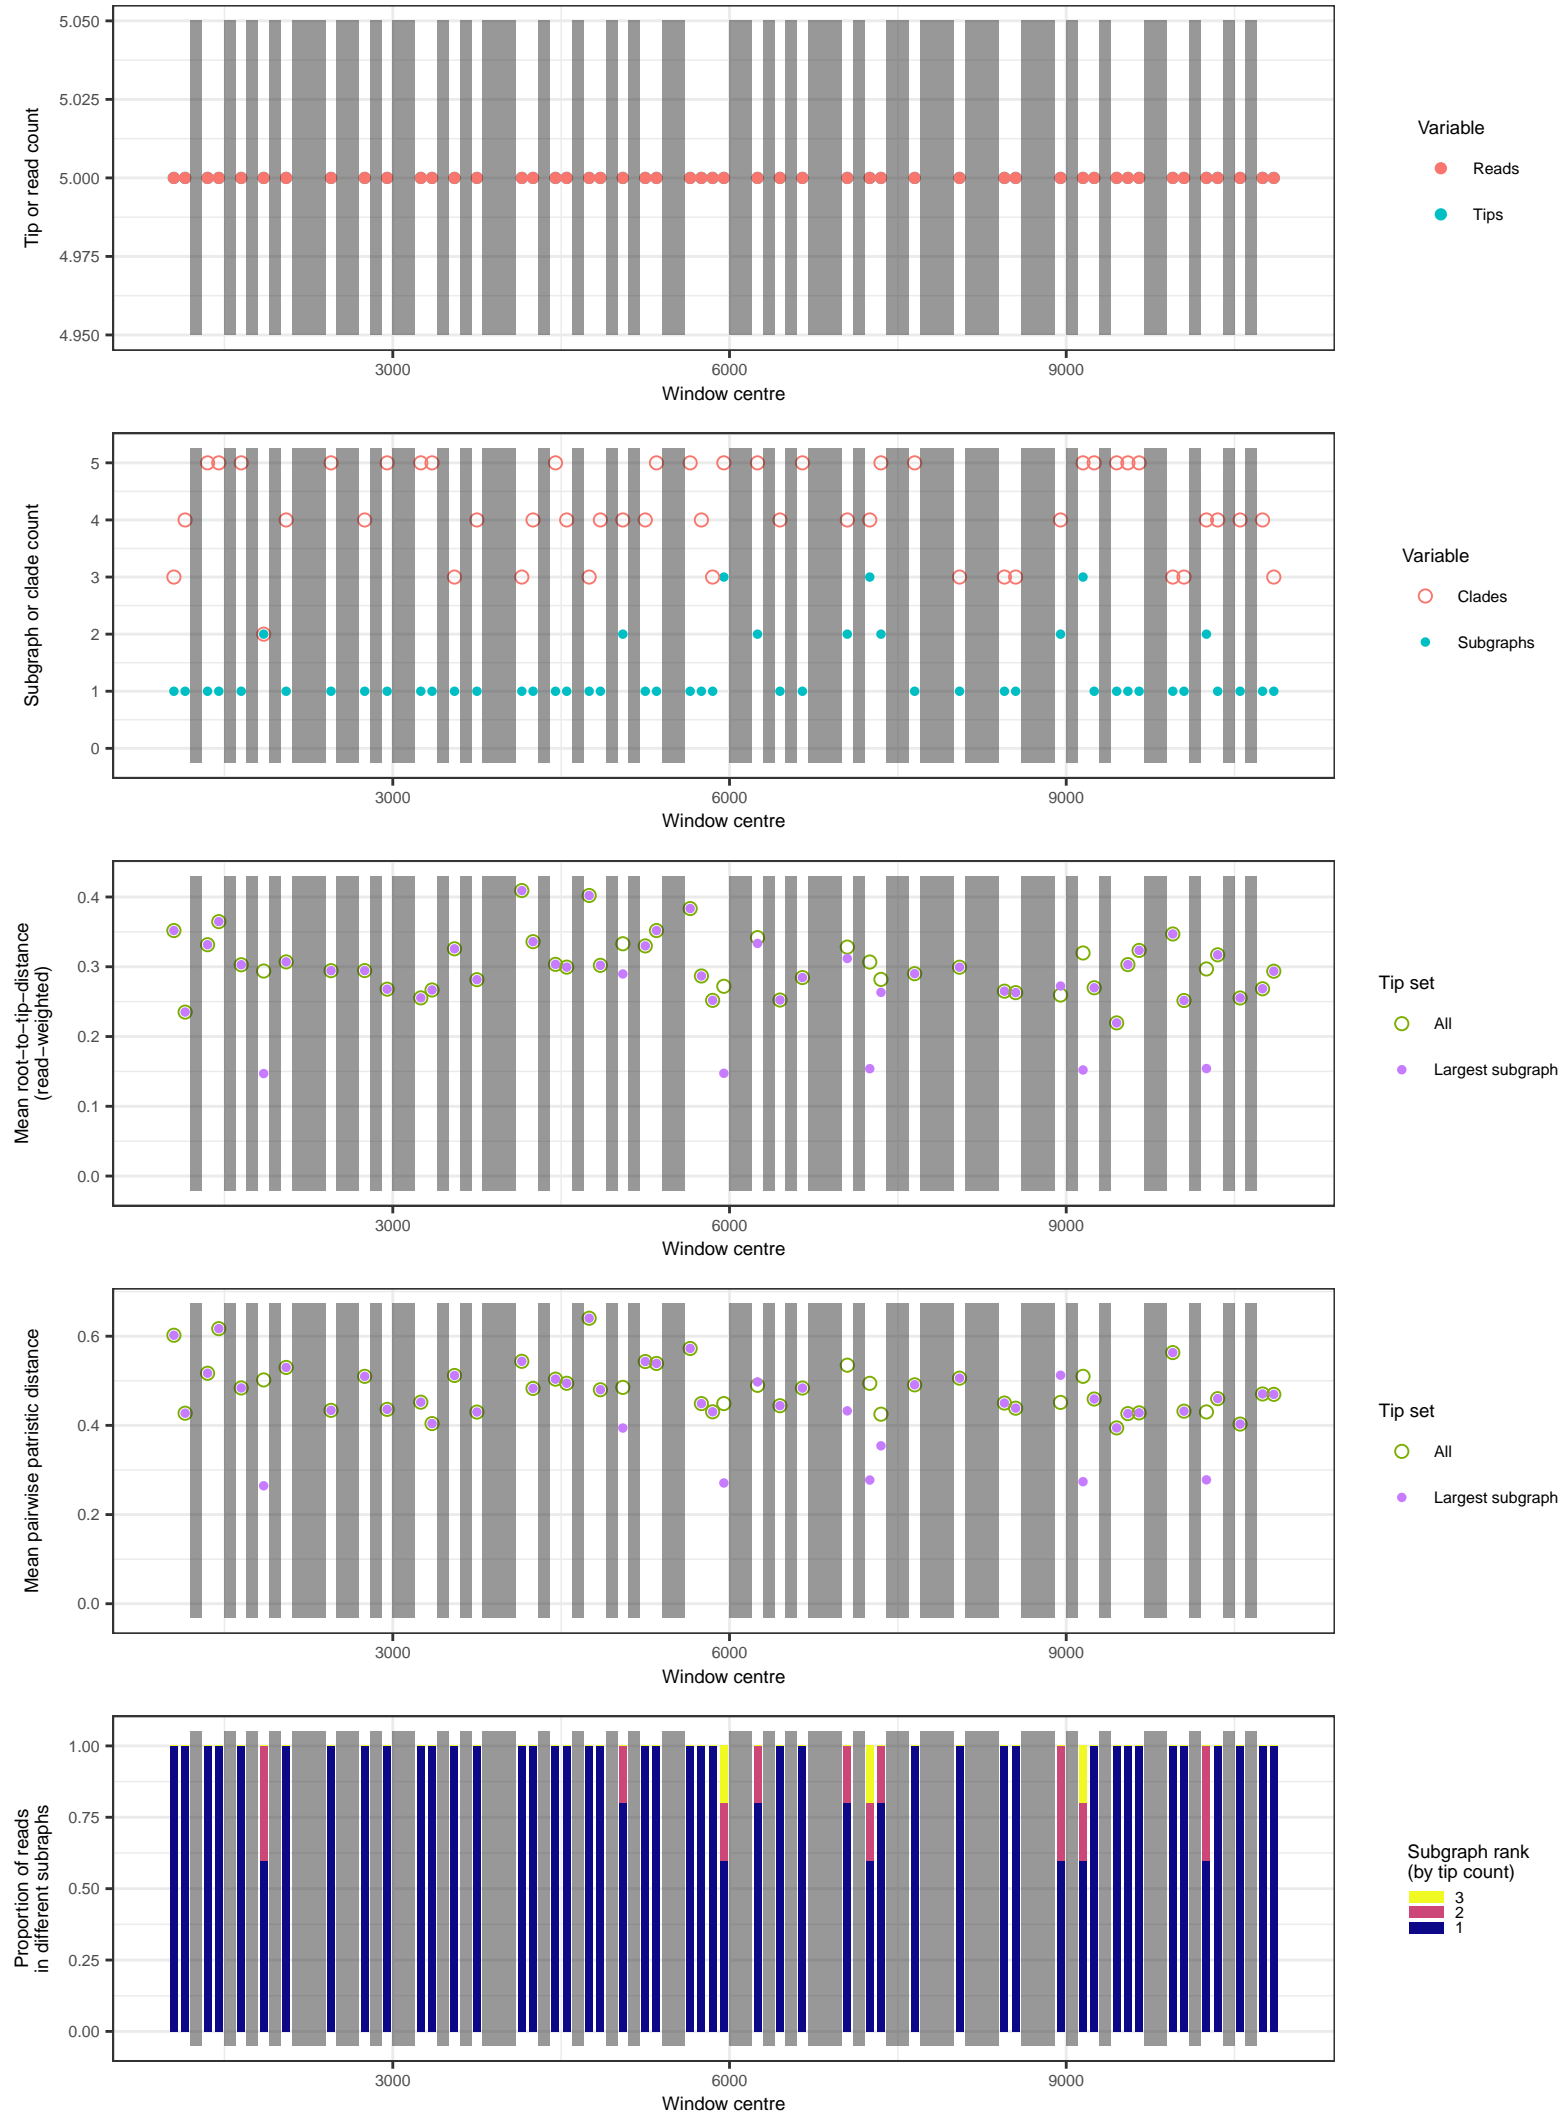 5.050
5.025
5.000
4.975
4.950
Tip or read count
3000
6000
9000
Window centre
Variable
Reads
Tips
5
4
3
2
1
0
Subgraph or clade count
3000
6000
9000
Window centre
Variable
Clades
Subgraphs
0.4
0.3
0.2
0.1
0.0
Mean root−to−tip−distance
(read−weighted)
3000
6000
9000
Window centre
Tip set
All
Largest subgraph
0.6
0.4
0.2
0.0
Mean pairwise patristic distance
3000
6000
9000
Window centre
Tip set
All
Largest subgraph
1.00
0.75
0.50
0.25
0.00
Proportion of reads
in different subraphs
3000
6000
9000
Window centre
Subgraph rank
(by tip count)
3
2
1